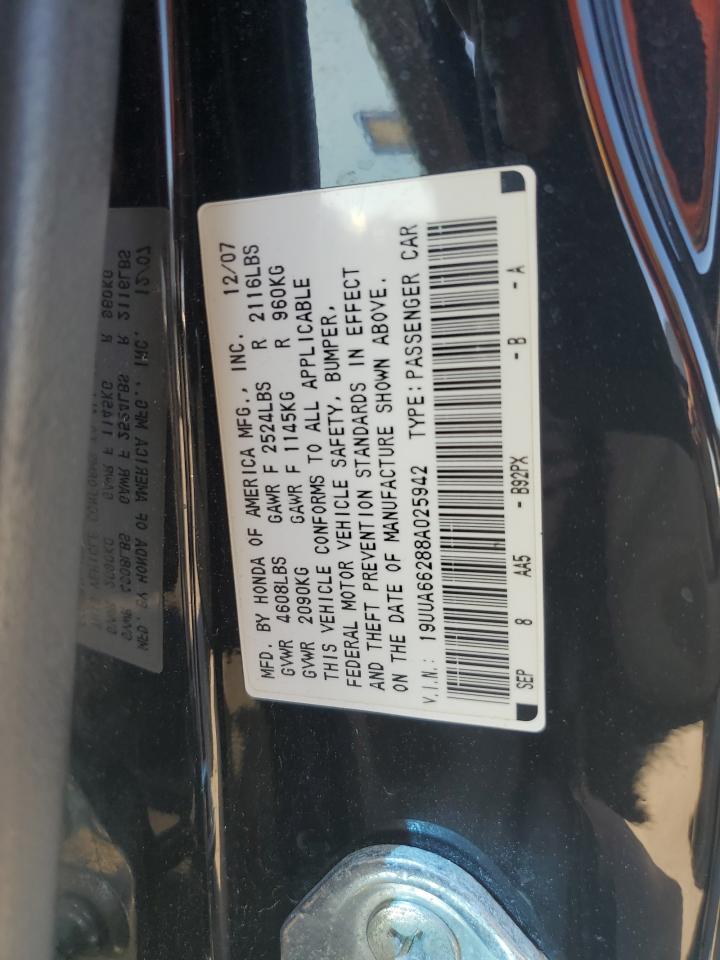 MFD. BY HONDA OF AMERICA MFG., INC. 12/07
GVWR 4608LBS GAWR F 2524LBS R 2116LBS
GVWR 2090KG GAWR F 1145KG R 960KG
THIS VEHICLE CONFORMS TO ALL APPLICABLE
FEDERAL MOTOR VEHICLE SAFETY, BUMPER,
AND THEFT PREVENTION STANDARDS IN EFFECT
ON THE DATE OF MANUFACTURE SHOWN ABOVE.
V.I.N.: 19UUA66288A025942 TYPE:PASSENGER CAR
SEP 8 AA5 - B92PX - B - A